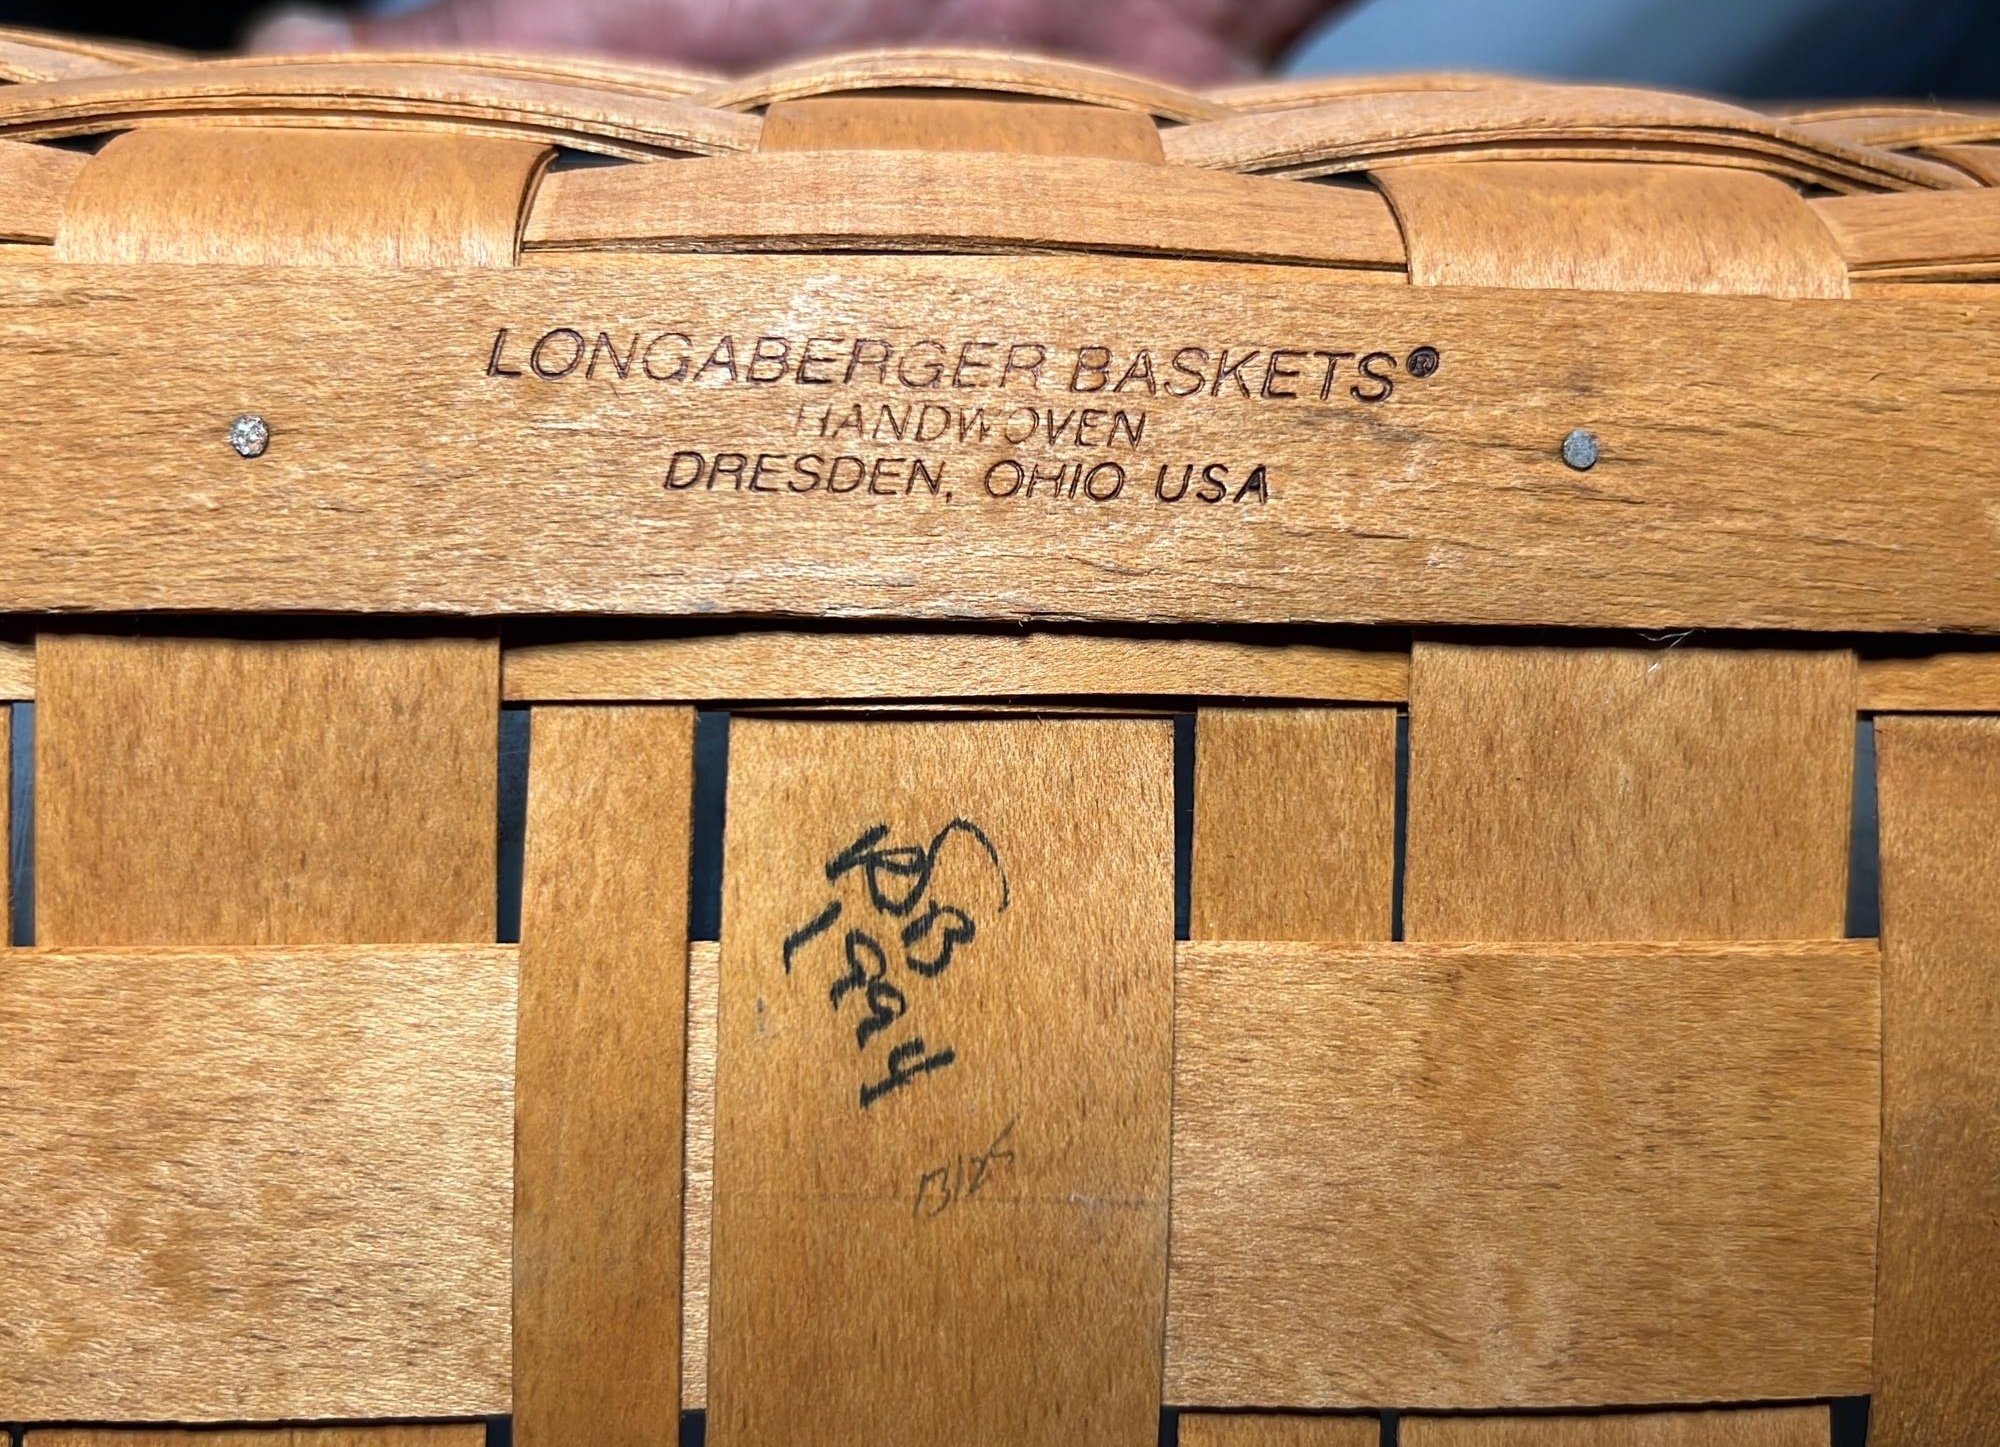 LONGABERGER BASKETS®
HANDWOVEN
DRESDEN, OHIO USA
1994